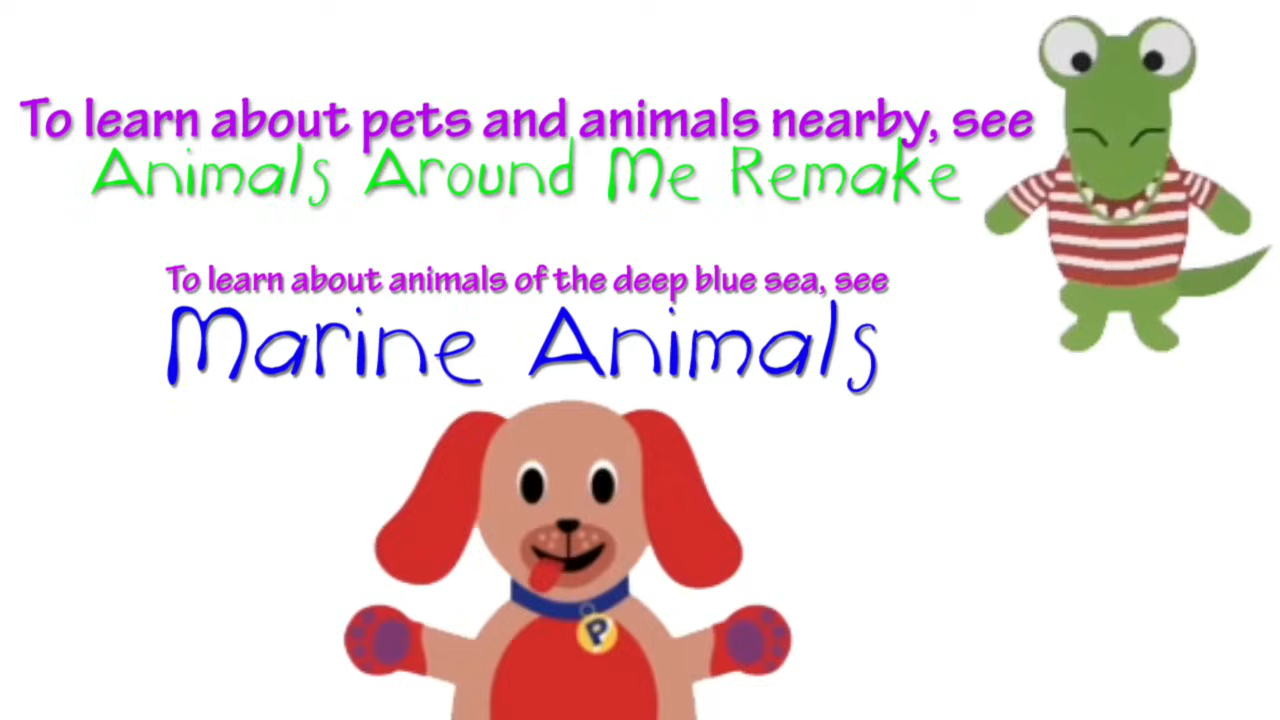 To learn about pets and animals nearby, see
Animals Around Me Remake
To learn about animals of the deep blue sea, see
Marine Animals
P